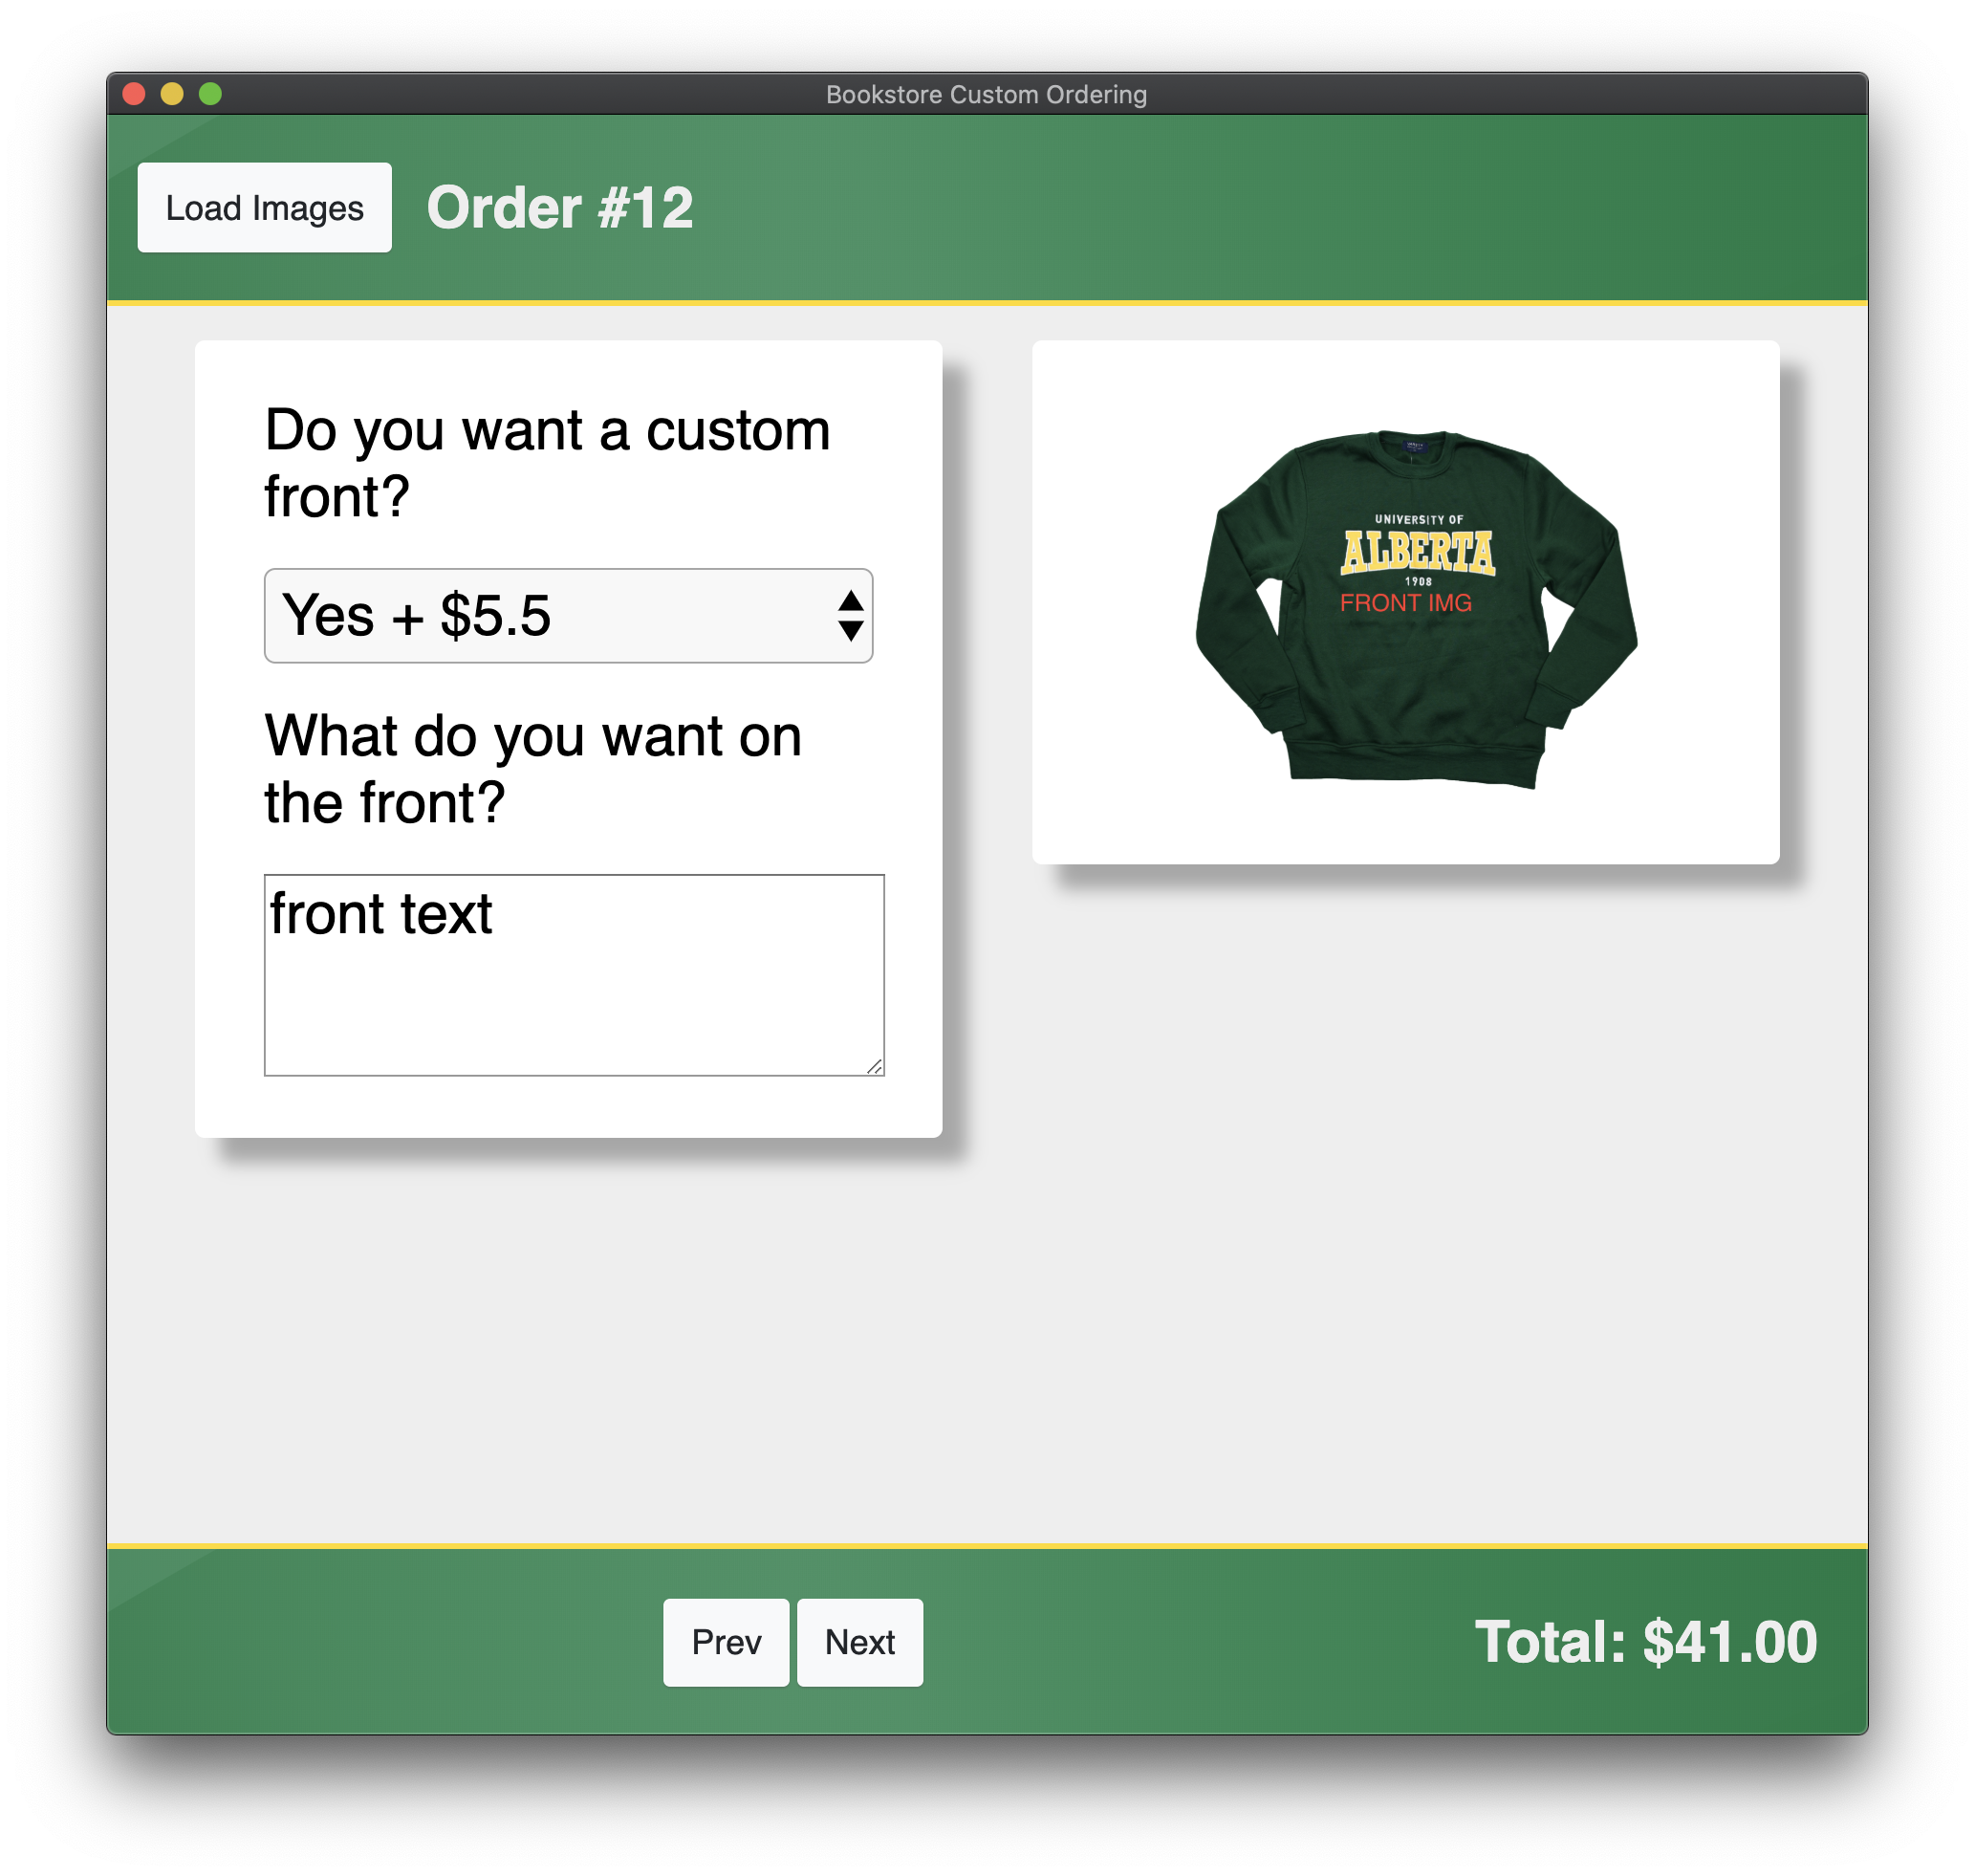 Bookstore Custom Ordering
Load Images
Order #12
Do you want a custom
front?
Yes + $5.5
What do you want on
the front?
front text
UNIVERSITY OF
ALBERTA
1908
FRONT IMG
Prev
Next
Total: $41.00